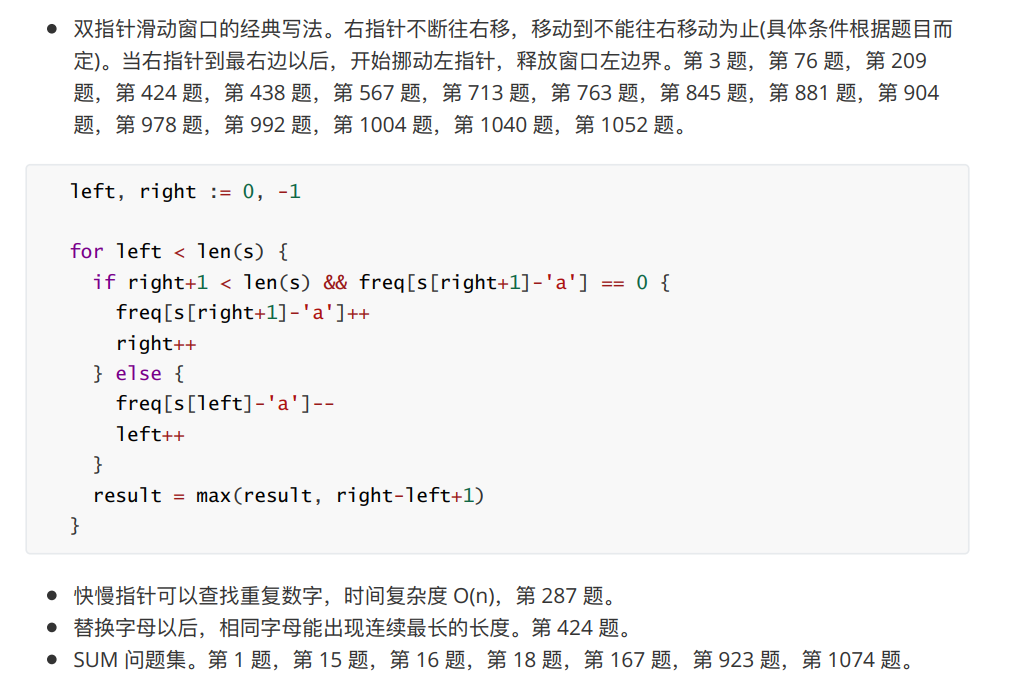 ● 双指针滑动窗口的经典写法。右指针不断往右移，移动到不能往右移动为止(具体条件根据题目而
定)。当右指针到最右边以后，开始挪动左指针，释放窗口左边界。第 3 题，第 76 题，第 209
题，第 424 题，第 438 题，第 567 题，第 713 题，第 763 题，第 845 题，第 881 题，第 904
题，第 978 题，第 992 题，第 1004 题，第 1040 题，第 1052 题。
left, right := 0, -1
for left < len(s) {
  if right+1 < len(s) && freq[s[right+1]-'a'] == 0 {
    freq[s[right+1]-'a']++
    right++
  } else {
    freq[s[left]-'a']--
    left++
  }
  result = max(result, right-left+1)
}
● 快慢指针可以查找重复数字，时间复杂度 O(n)，第 287 题。
● 替换字母以后，相同字母能出现连续最长的长度。第 424 题。
● SUM 问题集。第 1 题，第 15 题，第 16 题，第 18 题，第 167 题，第 923 题，第 1074 题。